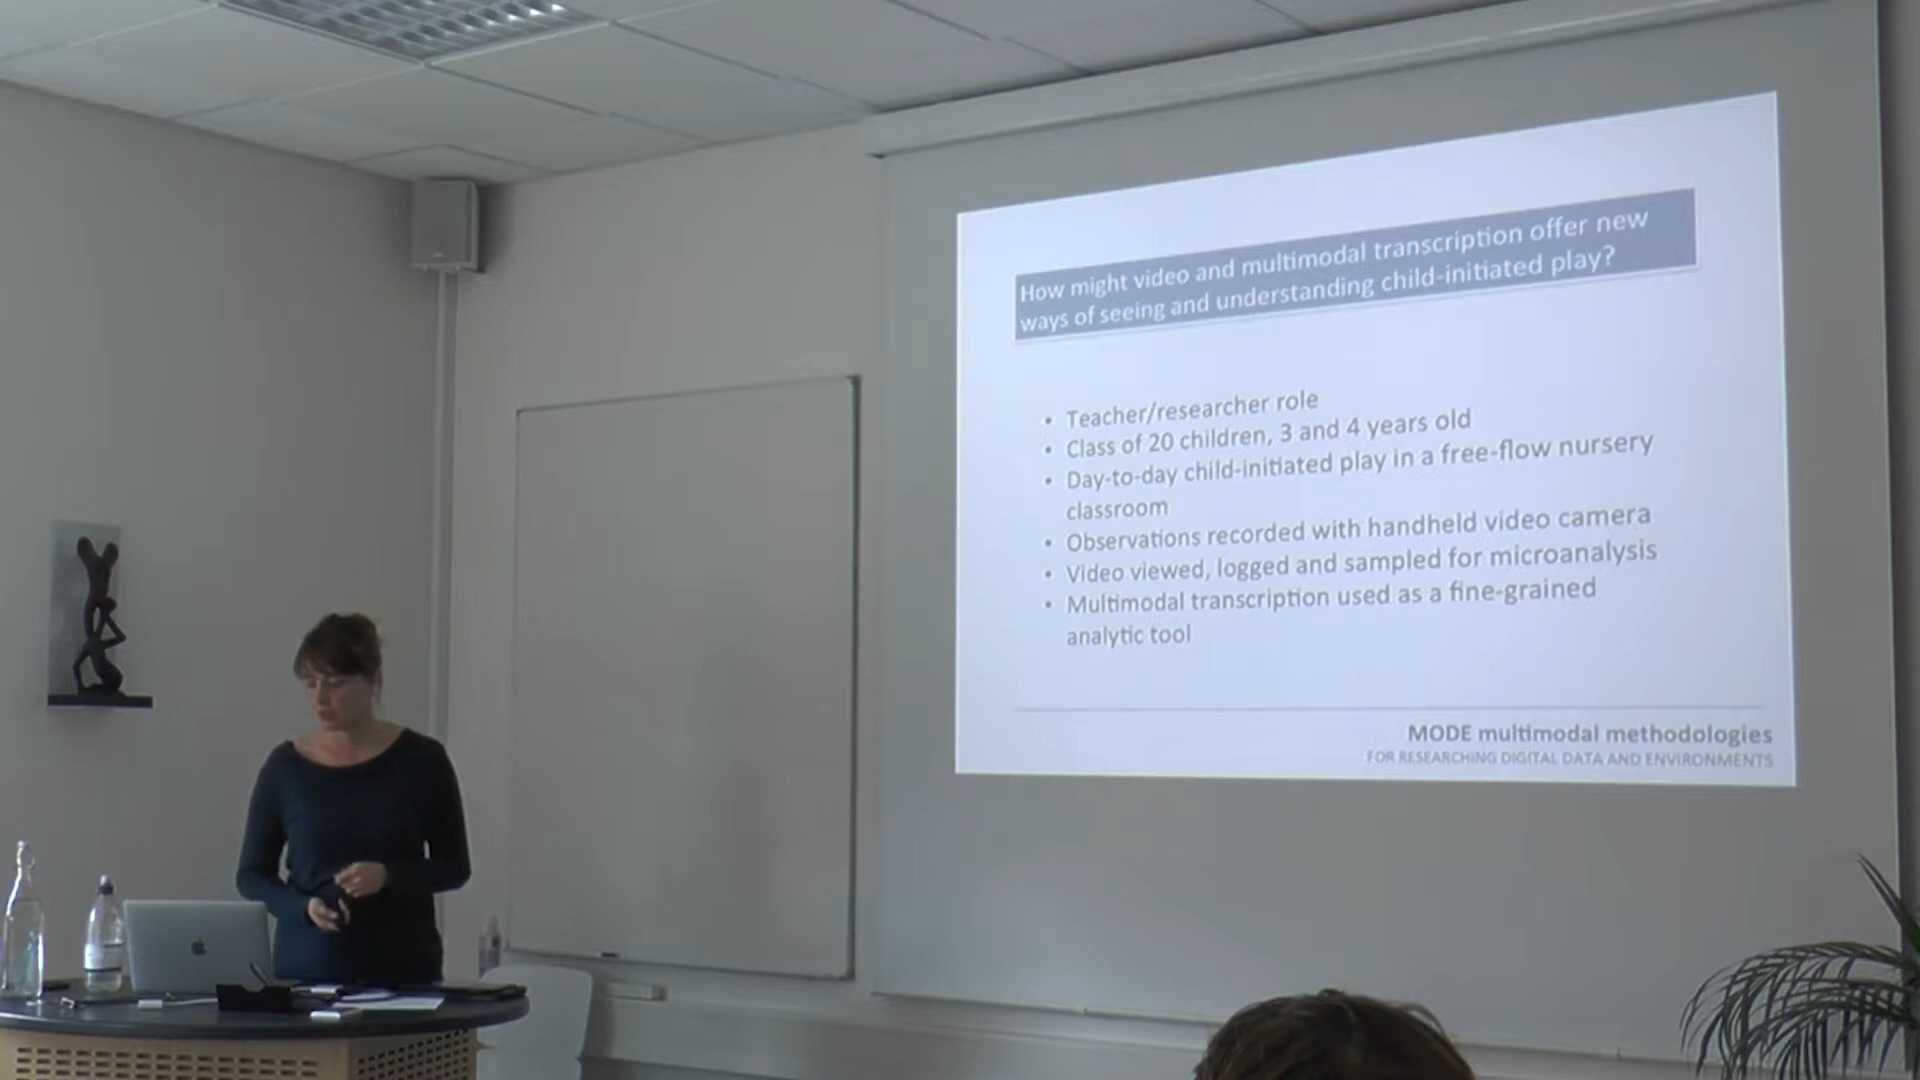 How might video and multimodal transcription offer new
ways of seeing and understanding child-initiated play?
• Teacher/researcher role
• Class of 20 children, 3 and 4 years old
• Day-to-day child-initiated play in a free-flow nursery
classroom
• Observations recorded with handheld video camera
• Video viewed, logged and sampled for microanalysis
• Multimodal transcription used as a fine-grained
analytic tool
MODE multimodal methodologies
FOR RESEARCHING DIGITAL DATA AND ENVIRONMENTS